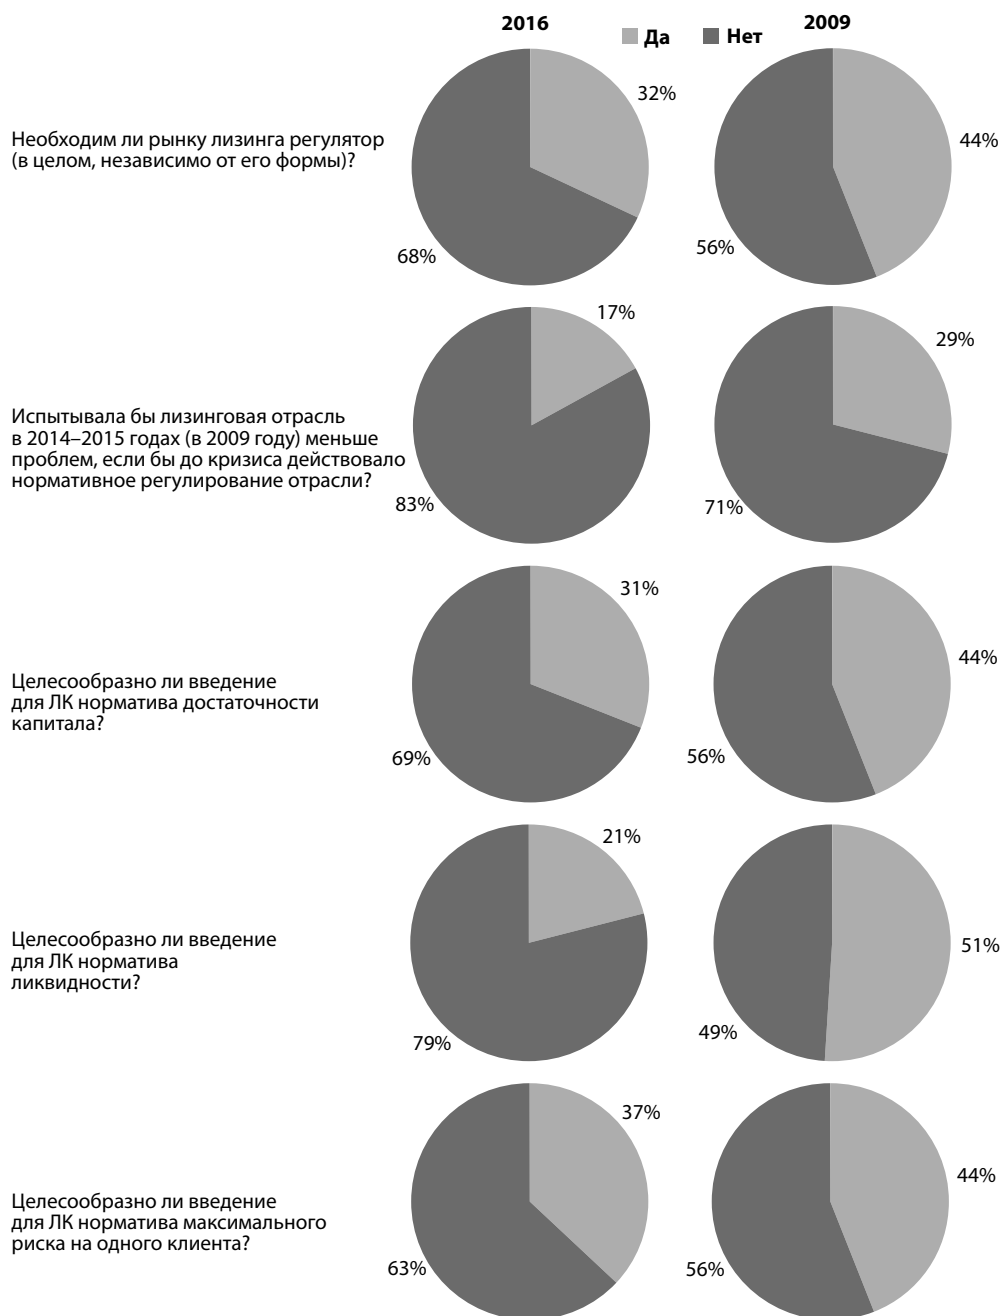 2016
Да
Нет
2009
Необходим ли рынку лизинга регулятор
(в целом, независимо от его формы)?
32%
68%
44%
56%
Испытывала бы лизинговая отрасль
в 2014–2015 годах (в 2009 году) меньше
проблем, если бы до кризиса действовало
нормативное регулирование отрасли?
17%
83%
29%
71%
Целесообразно ли введение
для ЛК норматива достаточности
капитала?
31%
69%
44%
56%
Целесообразно ли введение
для ЛК норматива
ликвидности?
21%
79%
51%
49%
Целесообразно ли введение
для ЛК норматива максимального
риска на одного клиента?
37%
63%
44%
56%